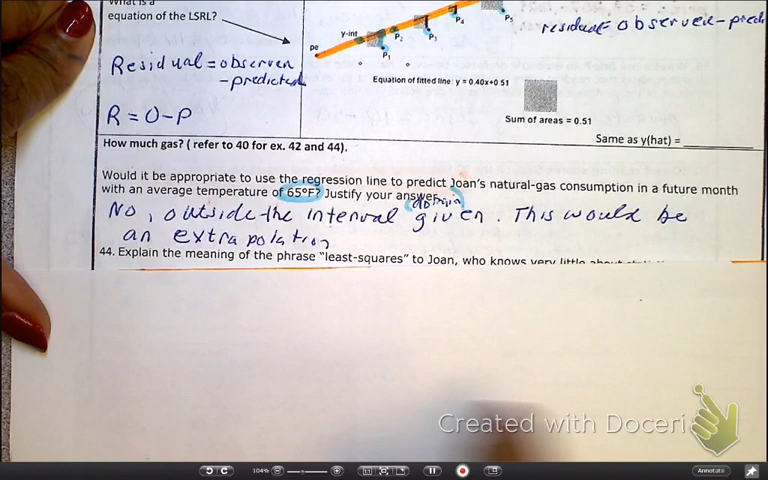 equation of the LSRL?
pe
y-int
P1
P2
P3
P4
P5
residual = observed - pred
Residual = observen
- predicted
Equation of fitted line: y = 0.40x+0.51
R = O - P
Sum of areas = 0.51
Same as y(hat) =
How much gas? ( refer to 40 for ex. 42 and 44).
Would it be appropriate to use the regression line to predict Joan's natural-gas consumption in a future month
with an average temperature of 65°F? Justify your answer.
No, outside the interval given. This would be
an extrapolation
44. Explain the meaning of the phrase "least-squares" to Joan, who knows very little about
Created with Doceri
104%
Annotate